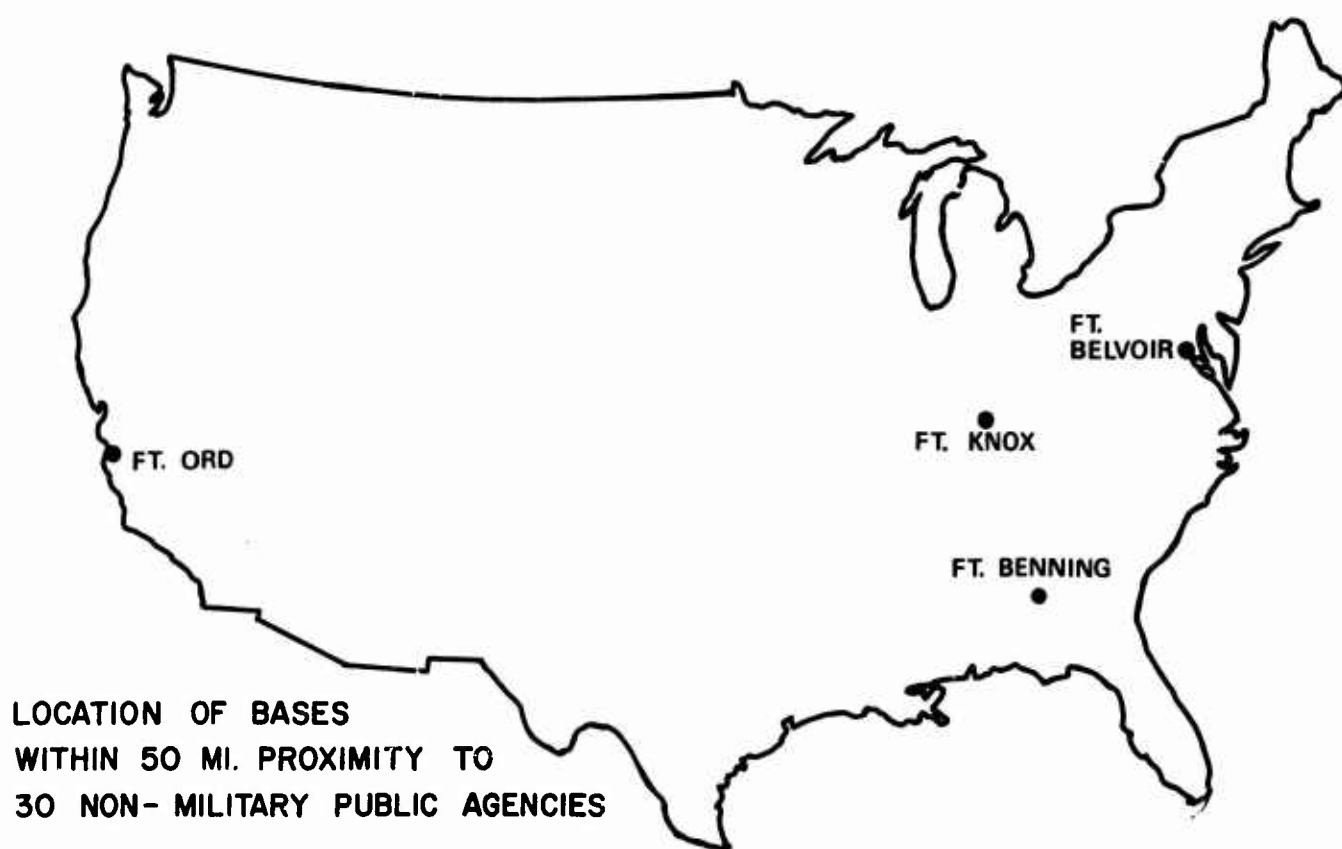 FT.
BELVOIR
FT. KNOX
FT. ORD
FT. BENNING
LOCATION OF BASES
WITHIN 50 MI. PROXIMITY TO
30 NON- MILITARY PUBLIC AGENCIES